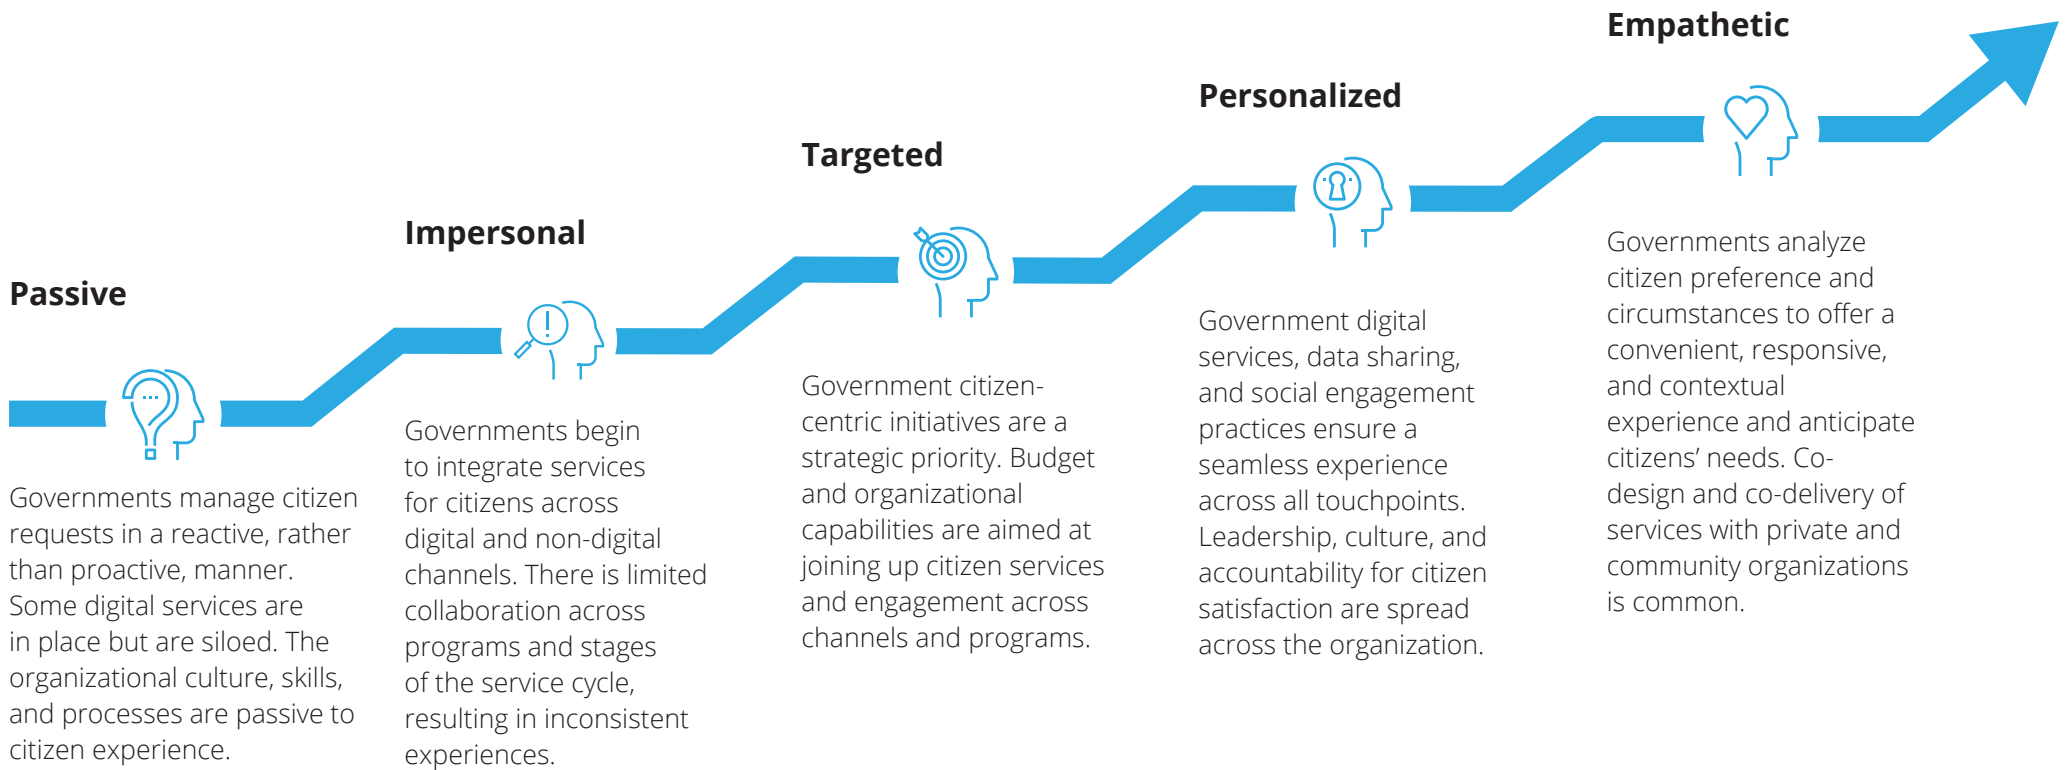 Passive
Governments manage citizen
requests in a reactive, rather
than proactive, manner.
Some digital services are
in place but are siloed. The
organizational culture, skills,
and processes are passive to
citizen experience.
Impersonal
Governments begin
to integrate services
for citizens across
digital and non-digital
channels. There is limited
collaboration across
programs and stages
of the service cycle,
resulting in inconsistent
experiences.
Targeted
Government citizen-
centric initiatives are a
strategic priority. Budget
and organizational
capabilities are aimed at
joining up citizen services
and engagement across
channels and programs.
Personalized
Government digital
services, data sharing,
and social engagement
practices ensure a
seamless experience
across all touchpoints.
Leadership, culture, and
accountability for citizen
satisfaction are spread
across the organization.
Empathetic
Governments analyze
citizen preference and
circumstances to offer a
convenient, responsive,
and contextual
experience and anticipate
citizens’ needs. Co-
design and co-delivery of
services with private and
community organizations
is common.